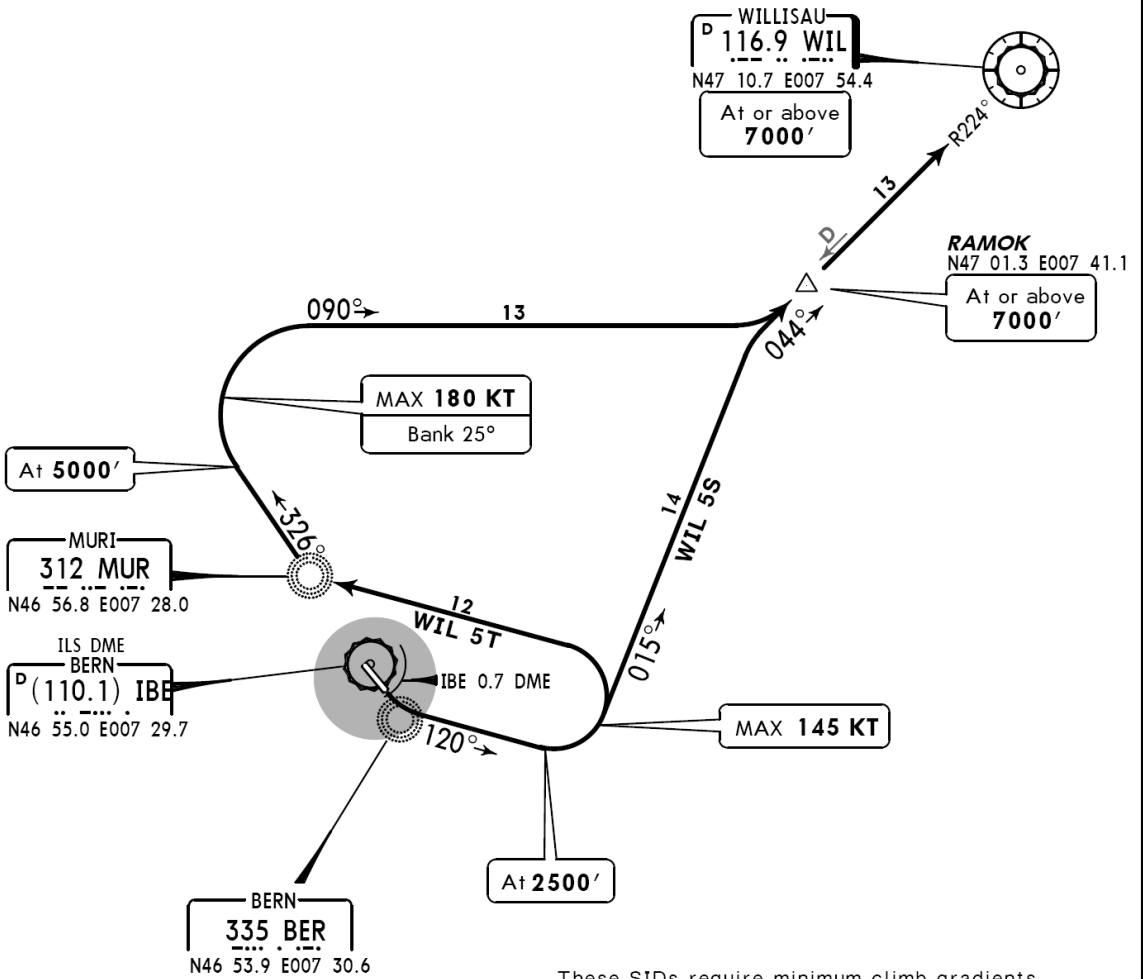 WILLISAU
D 116.9 WIL
N47 10.7 E007 54.4
At or above
7000'
R224°
13
D
RAMOK
N47 01.3 E007 41.1
At or above
7000'
090°
13
044°
MAX 180 KT
Bank 25°
At 5000'
326°
14
WIL 5S
MURI
312 MUR
N46 56.8 E007 28.0
12
WIL 5T
015°
ILS DME
BERN
D (110.1) IBE
N46 55.0 E007 29.7
IBE 0.7 DME
120°
MAX 145 KT
At 2500'
BERN
335 BER
N46 53.9 E007 30.6
These SIDs require minimum climb gradients